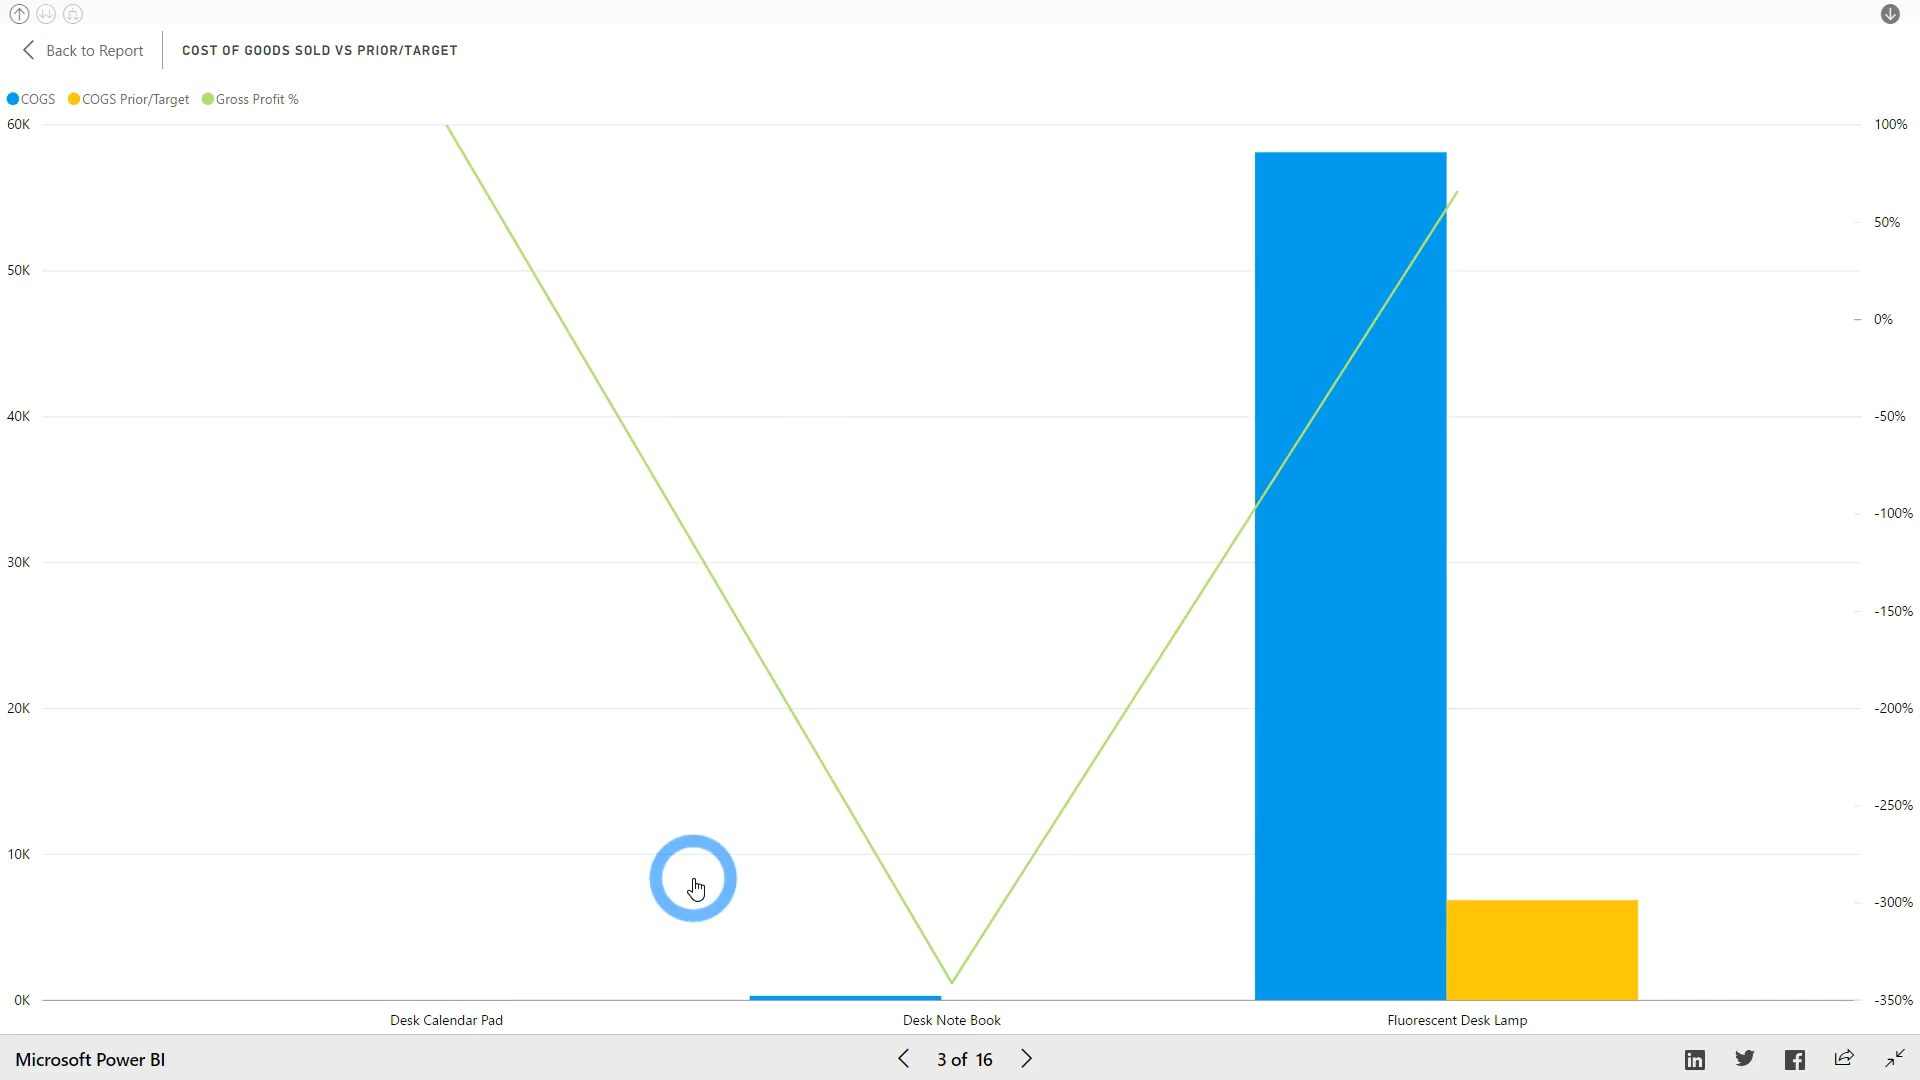 Back to Report
COST OF GOODS SOLD VS PRIOR/TARGET
COGS COGS Prior/Target Gross Profit %
60K
50K
40K
30K
20K
10K
0K
100%
50%
0%
-50%
-100%
-150%
-200%
-250%
-300%
-350%
Desk Calendar Pad
Desk Note Book
Fluorescent Desk Lamp
Microsoft Power BI
3 of 16